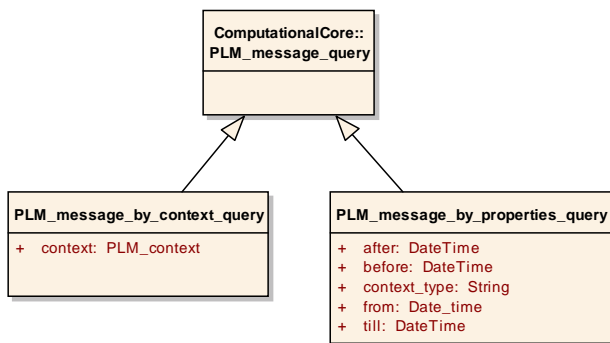 ComputationalCore::
PLM_message_query
PLM_message_by_context_query
+ context: PLM_context
PLM_message_by_properties_query
+ after: DateTime
+ before: DateTime
+ context_type: String
+ from: Date_time
+ till: DateTime